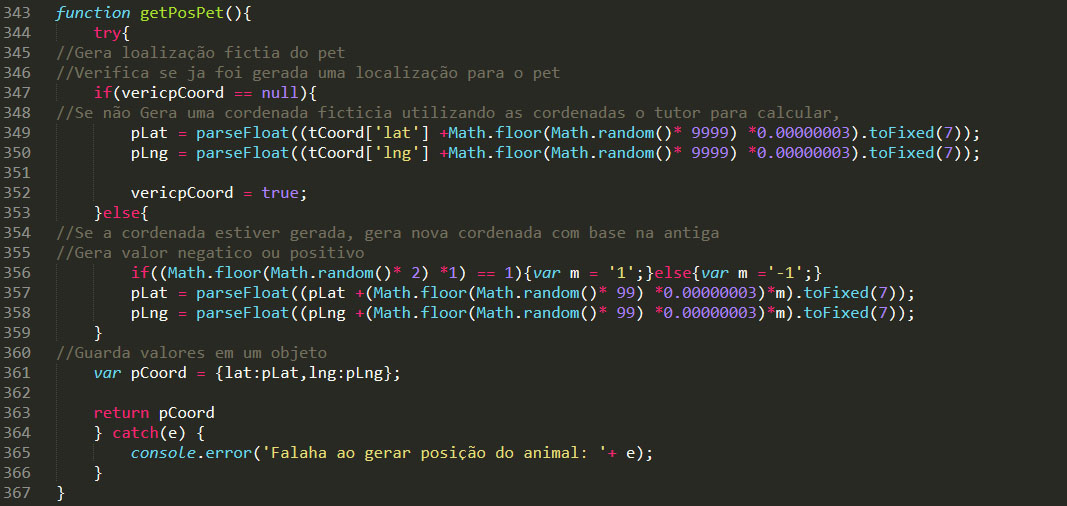 343 function getPosPet(){
344 try{
345 //Gera loalização fictia do pet
346 //Verifica se ja foi gerada uma localização para o pet
347 if(vericpCoord == null){
348 //Se não Gera uma cordenada ficticia utilizando as cordenadas o tutor para calcular,
349 pLat = parseFloat((tCoord['lat'] +Math.floor(Math.random()* 9999) *0.00000003).toFixed(7));
350 pLng = parseFloat((tCoord['lng'] +Math.floor(Math.random()* 9999) *0.00000003).toFixed(7));
351
352 vericpCoord = true;
353 }else{
354 //Se a cordenada estiver gerada, gera nova cordenada com base na antiga
355 //Gera valor negatico ou positivo
356 if((Math.floor(Math.random()* 2) *1) == 1){var m = '1';}else{var m ='-1';}
357 pLat = parseFloat((pLat +(Math.floor(Math.random()* 99) *0.00000003)*m).toFixed(7));
358 pLng = parseFloat((pLng +(Math.floor(Math.random()* 99) *0.00000003)*m).toFixed(7));
359 }
360 //Guarda valores em um objeto
361 var pCoord = {lat:pLat,lng:pLng};
362
363 return pCoord
364 } catch(e) {
365 console.error('Falaha ao gerar posição do animal: '+ e);
366 }
367 }